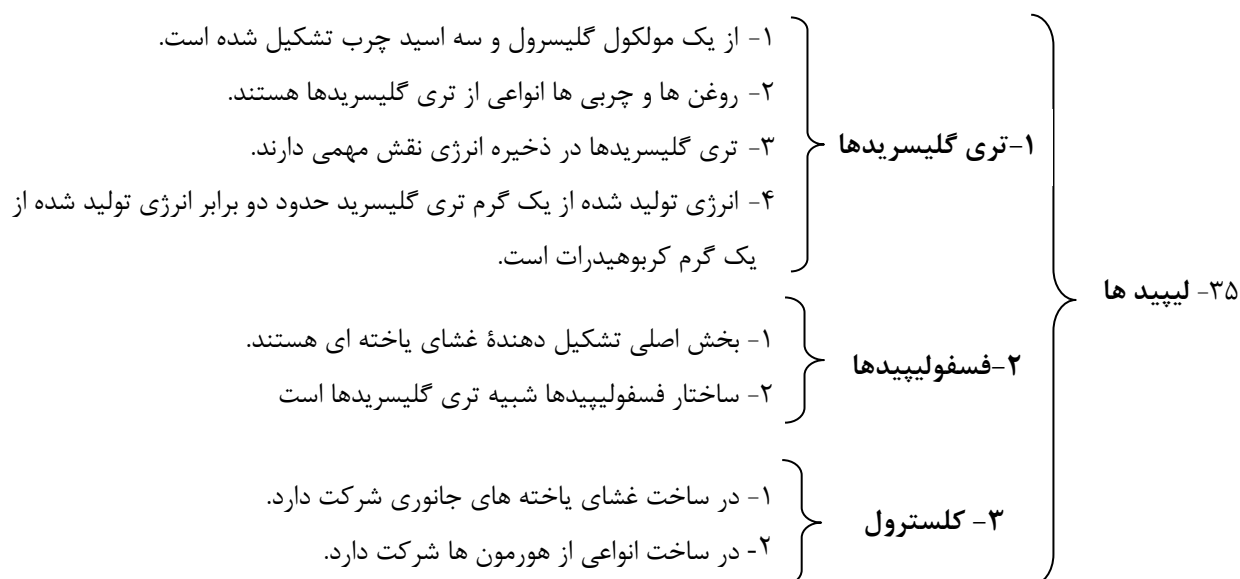 ۳۵- لیپید ها
۱-تری گلیسریدها
۱- از یک مولکول گلیسرول و سه اسید چرب تشکیل شده است.
۲- روغن ها و چربی ها انواعی از تری گلیسریدها هستند.
۳- تری گلیسریدها در ذخیره انرژی نقش مهمی دارند.
۴- انرژی تولید شده از یک گرم تری گلیسرید حدود دو برابر انرژی تولید شده از
یک گرم کربوهیدرات است.
۲-فسفولیپیدها
۱- بخش اصلی تشکیل دهندۀ غشای یاخته ای هستند.
۲- ساختار فسفولیپیدها شبیه تری گلیسریدها است
۳- کلسترول
۱- در ساخت غشای یاخته های جانوری شرکت دارد.
۲- در ساخت انواعی از هورمون ها شرکت دارد.